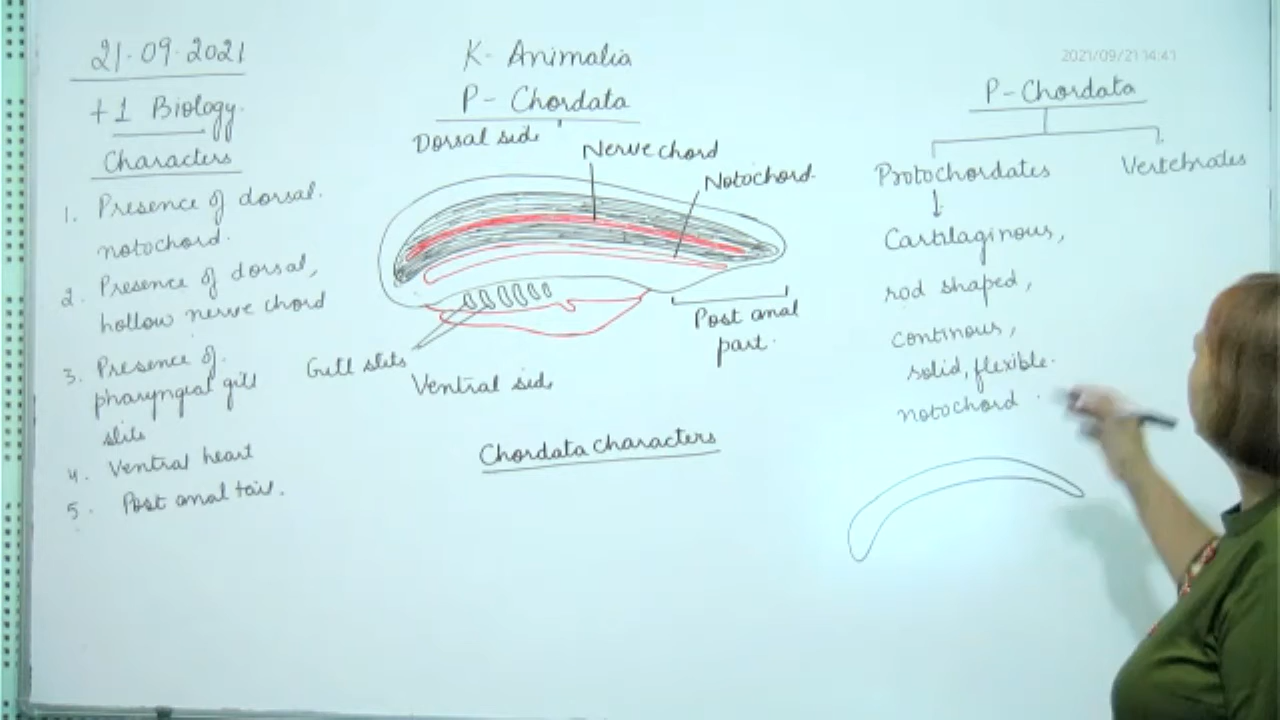 21.09.2021
+1 Biology.
Characters
1. Presence of dorsal.
notochord.
2. Presence of dorsal,
hollow nerve chord
3. Presence of.
pharyngeal gill
slits
4. Ventral heart
5. Post anal tail.
K- Animalia
P- Chordata
Dorsal side
Nerve chord
Notochord.
Gill slits
Ventral side
Post anal
part.
Chordata characters
2021/09/21 14:41
P- Chordata
Protochordates
Vertebrates
Cartilaginous,
rod shaped,
continous,
solid, flexible.
notochord